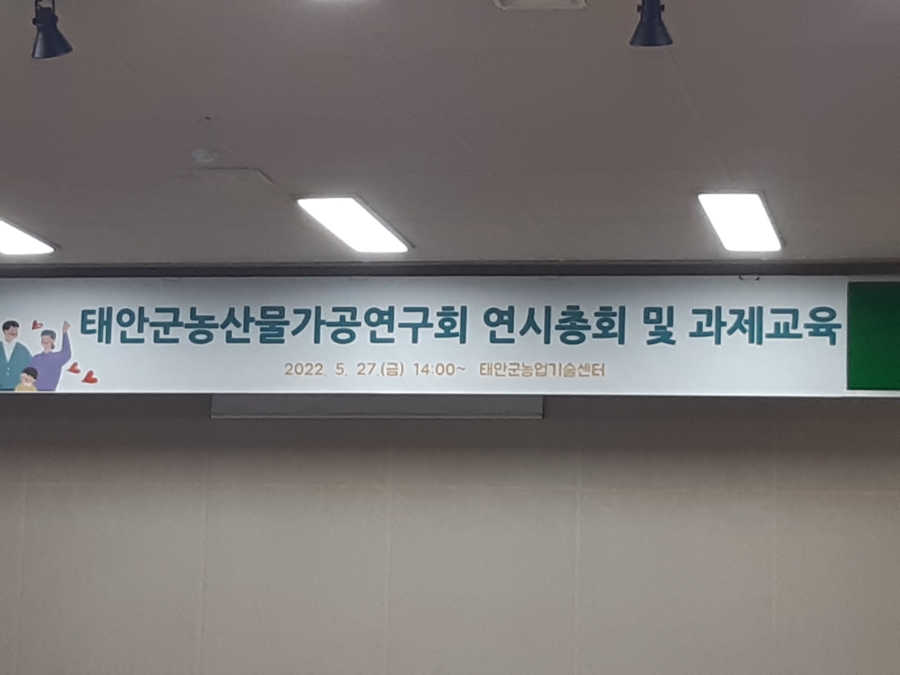 태안군농산물가공연구회 연시총회 및 과제교육
2022. 5. 27.(금) 14:00~ 태안군농업기술센터